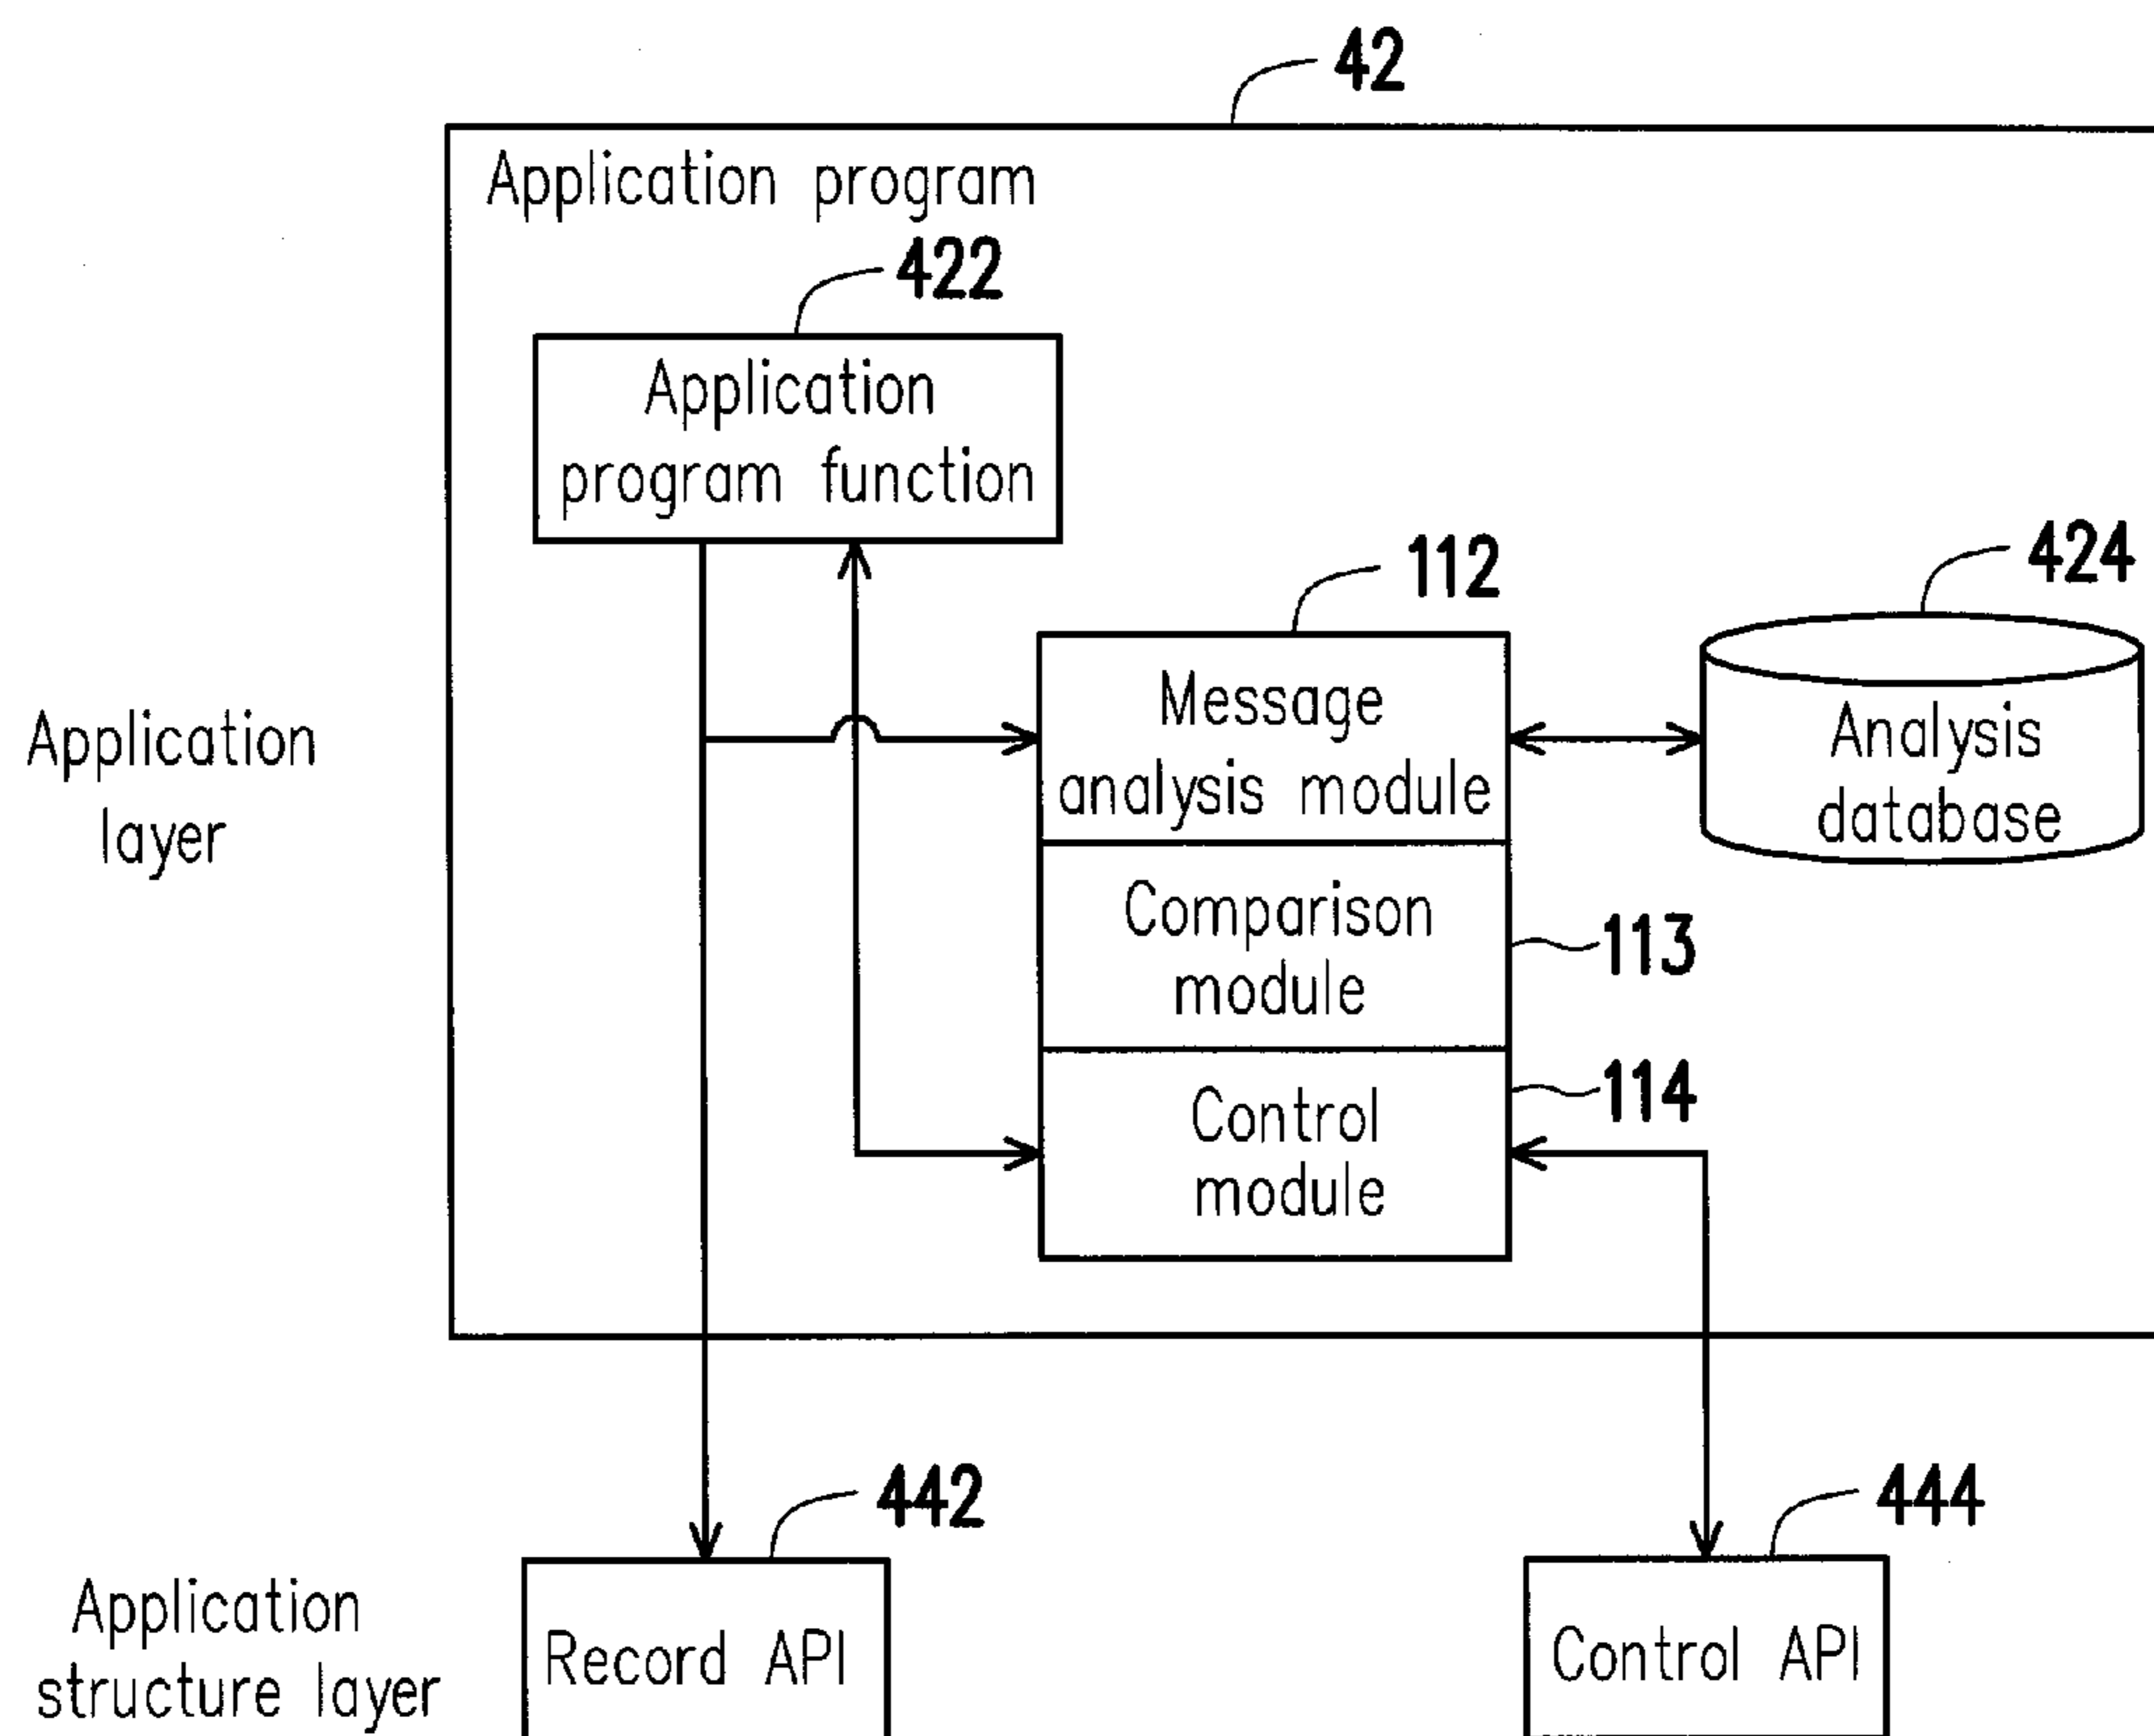 42
Application program
422
Application
program function
112
424
Message
analysis module
Analysis
database
Application
layer
Comparison
module
113
114
Control
module
442
444
Application
structure layer
Record API
Control API